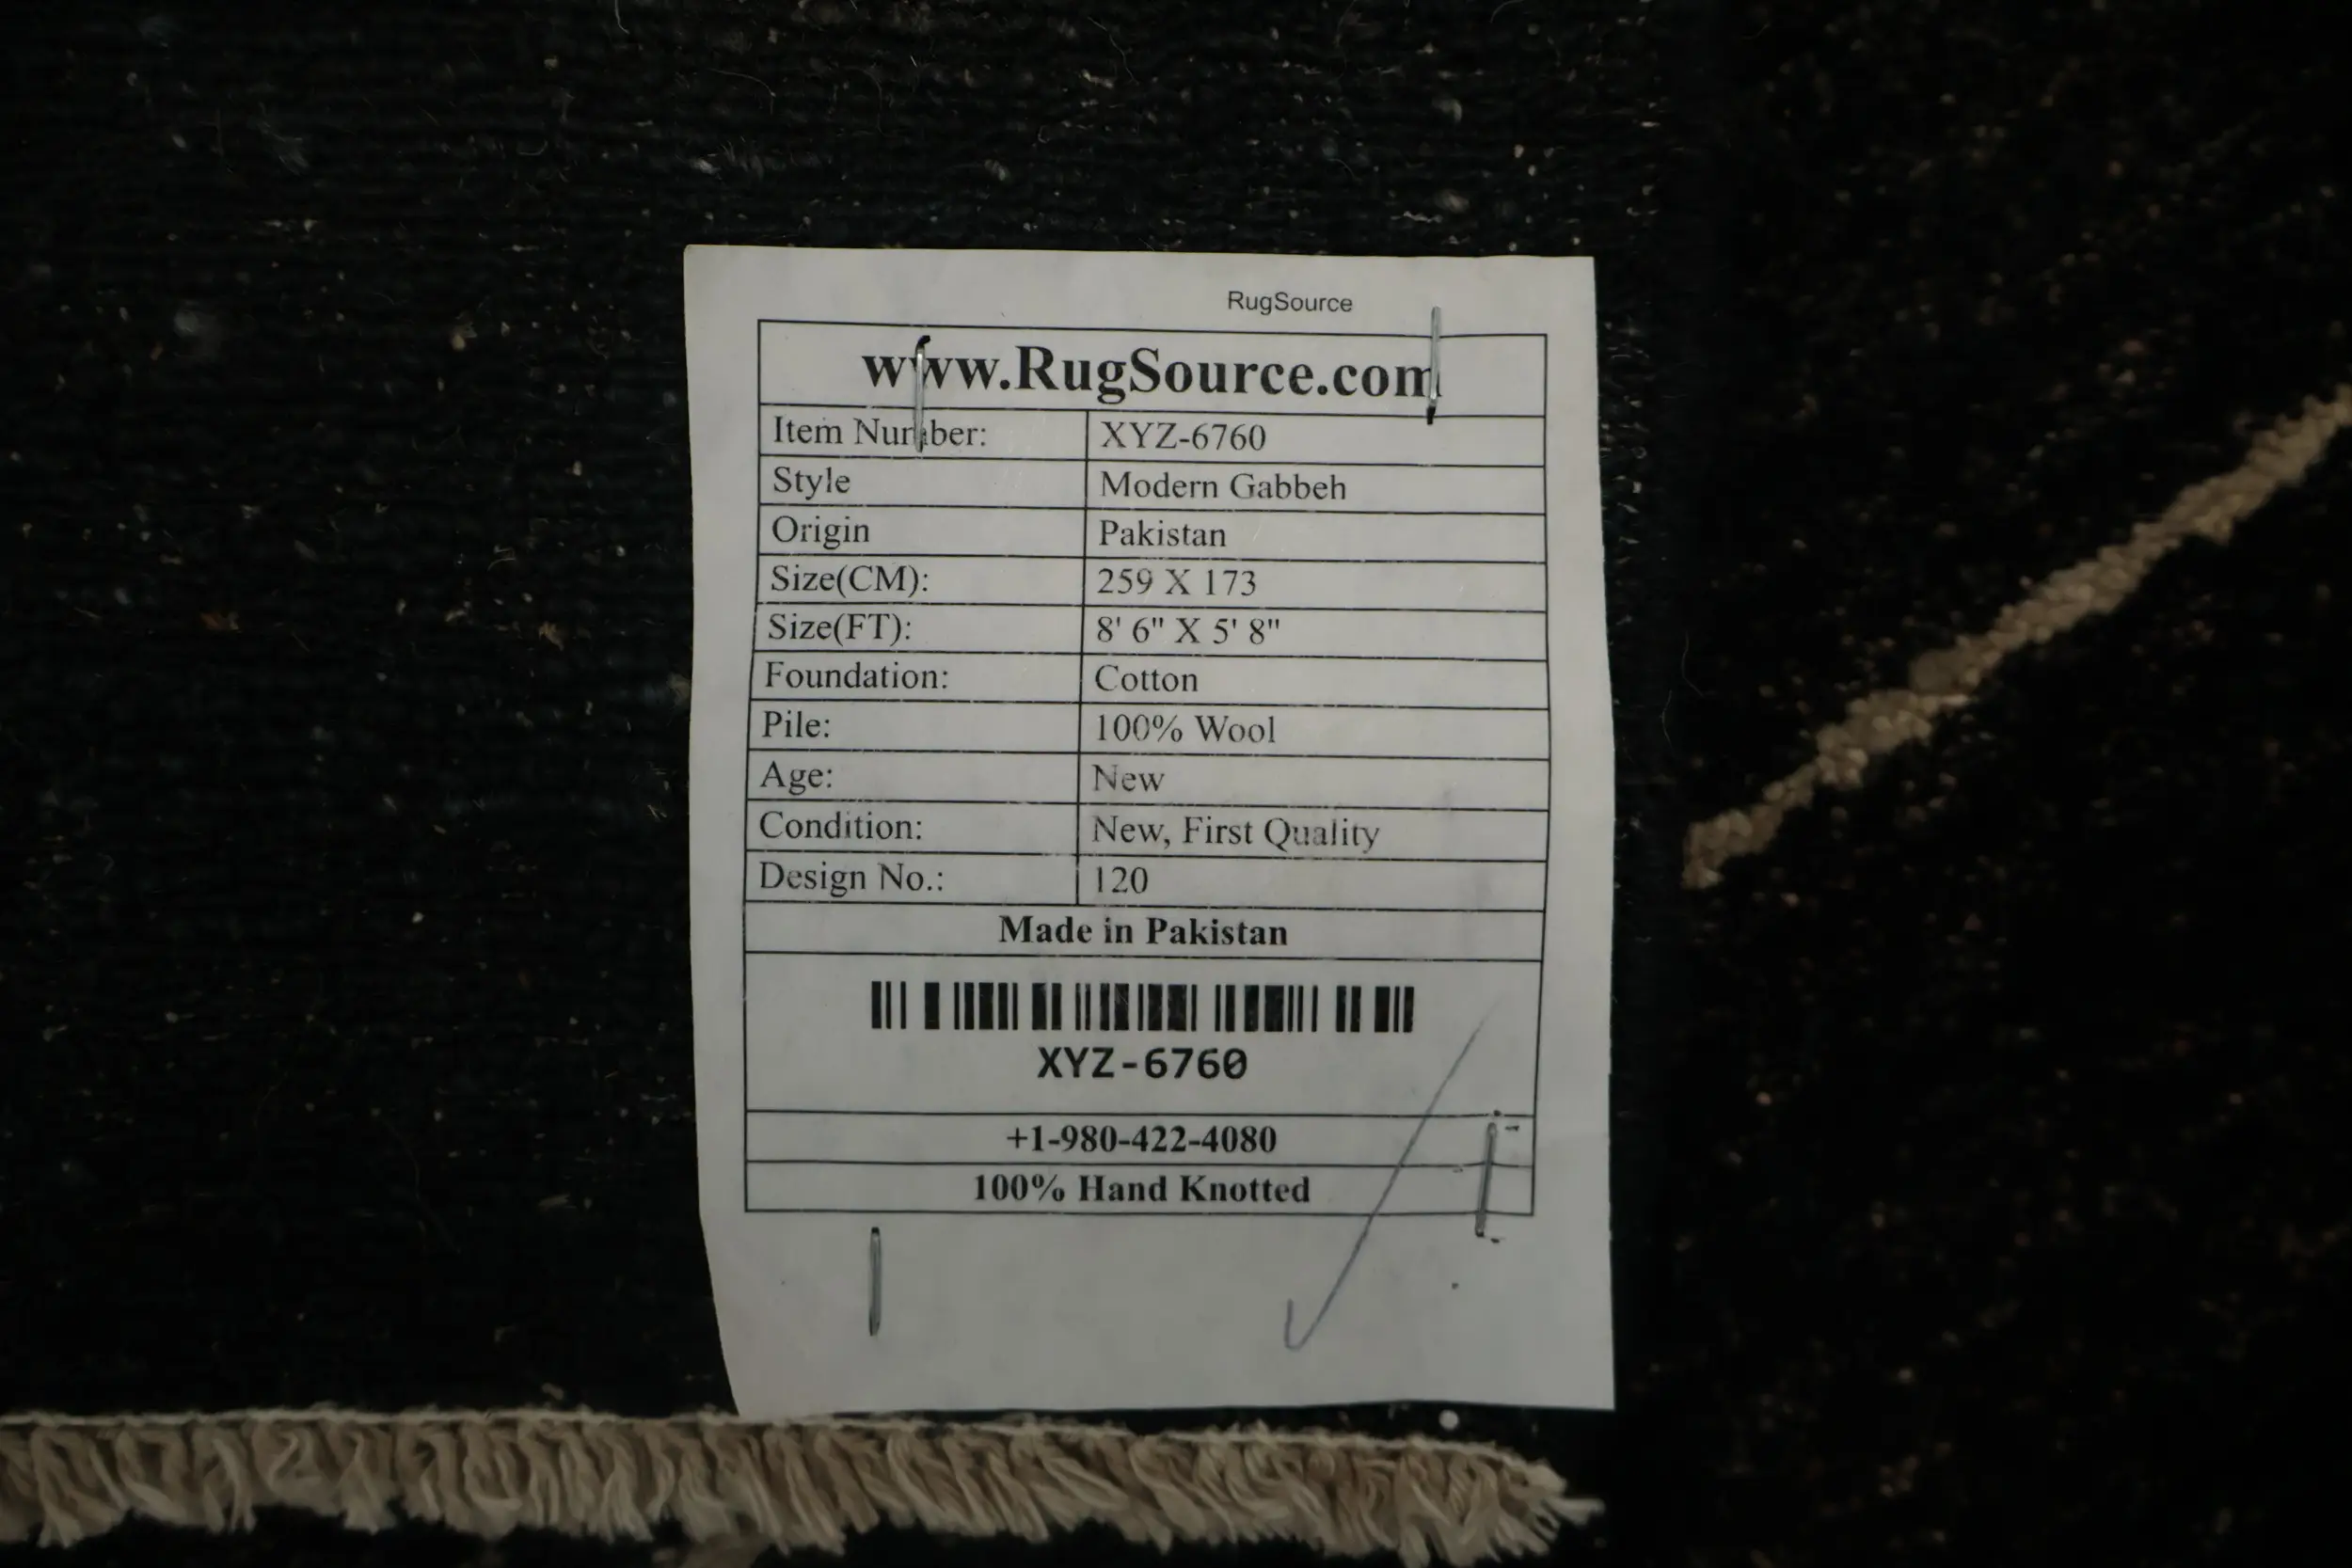 RugSource
www.RugSource.com
Item Number: XYZ-6760
Style Modern Gabbeh
Origin Pakistan
Size(CM): 259 X 173
Size(FT): 8' 6" X 5' 8"
Foundation: Cotton
Pile: 100% Wool
Age: New
Condition: New, First Quality
Design No.: 120
Made in Pakistan
XYZ-6760
+1-980-422-4080
100% Hand Knotted